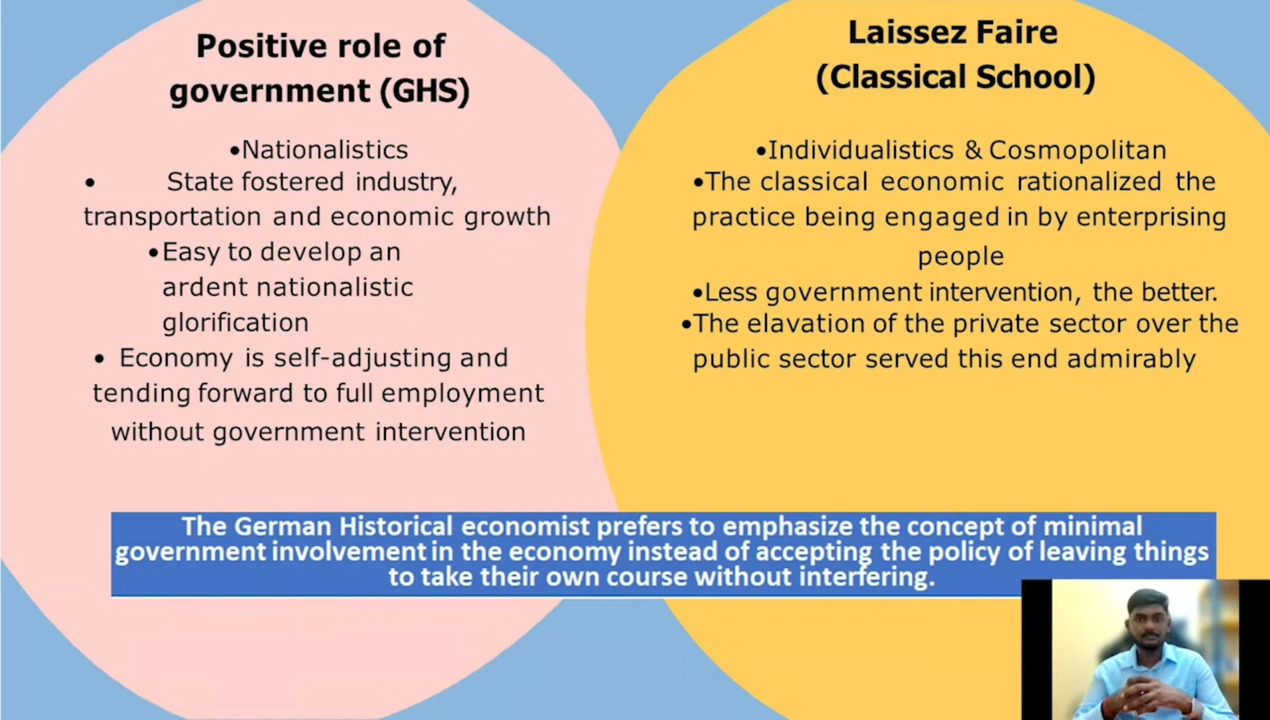 Positive role of
government (GHS)
•Nationalistics
• State fostered industry,
transportation and economic growth
•Easy to develop an
ardent nationalistic
glorification
• Economy is self-adjusting and
tending forward to full employment
without government intervention
Laissez Faire
(Classical School)
•Individualistics & Cosmopolitan
•The classical economic rationalized the
practice being engaged in by enterprising
people
•Less government intervention, the better.
•The elavation of the private sector over the
public sector served this end admirably
The German Historical economist prefers to emphasize the concept of minimal
government involvement in the economy instead of accepting the policy of leaving things
to take their own course without interfering.